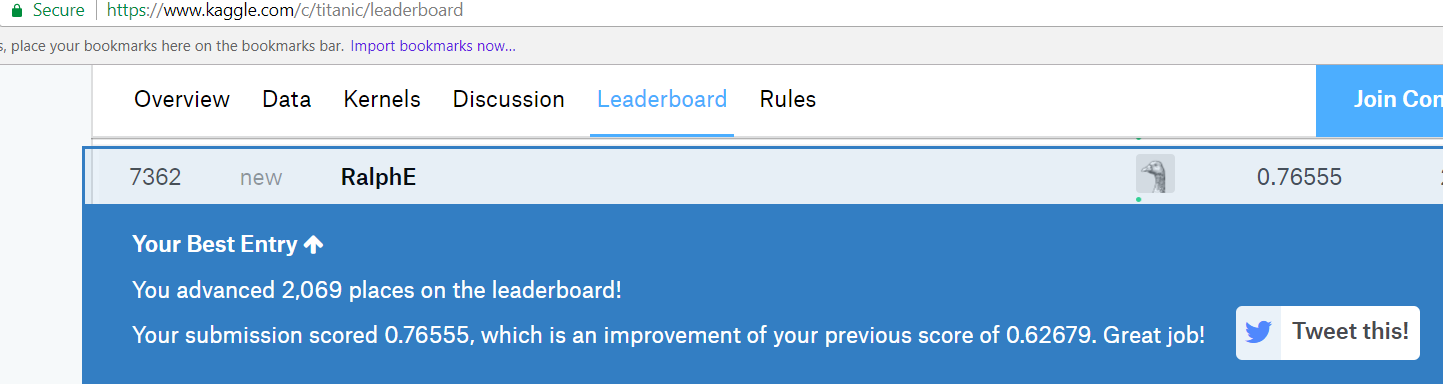 Secure https://www.kaggle.com/c/titanic/leaderboard
, place your bookmarks here on the bookmarks bar. Import bookmarks now...
Overview Data Kernels Discussion Leaderboard Rules Join Con
7362 new RalphE 0.76555
Your Best Entry
You advanced 2,069 places on the leaderboard!
Your submission scored 0.76555, which is an improvement of your previous score of 0.62679. Great job! Tweet this!